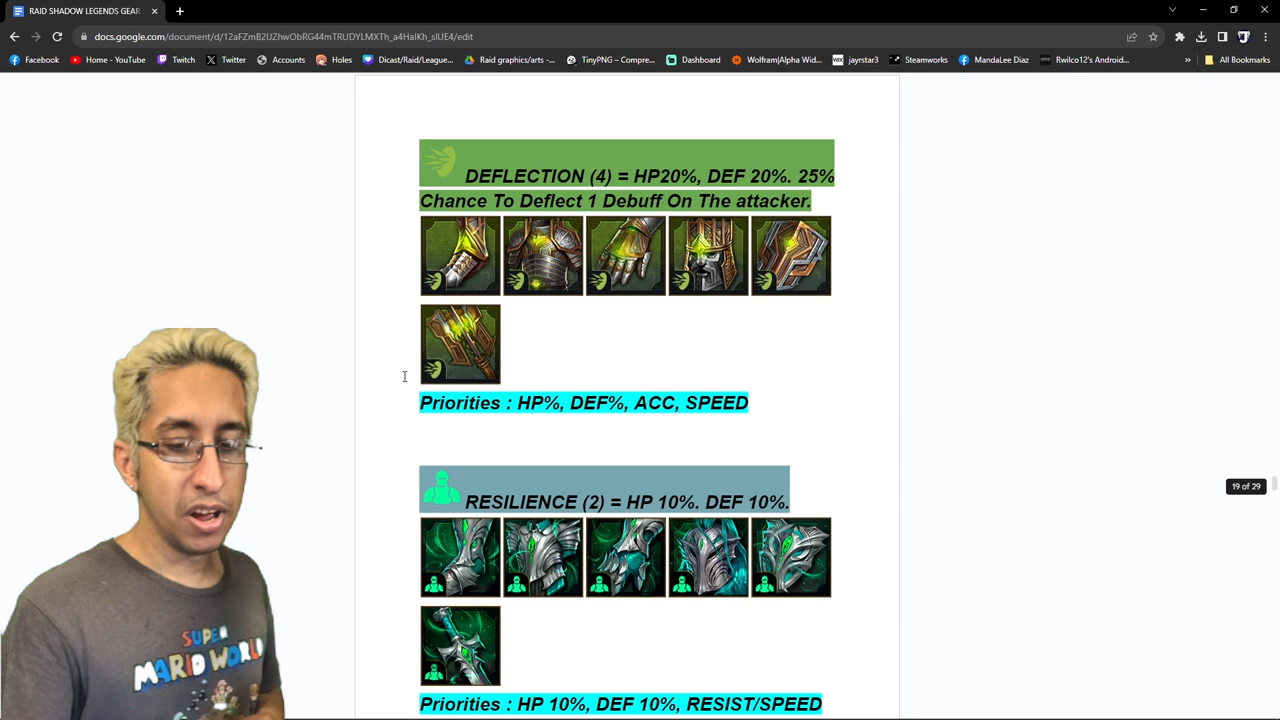 RAID SHADOW LEGENDS GEAR
docs.google.com/document/d/12aFZmB2IJZhwObRG44mTRUDYLMXTh_a4HalKh_sIUE4/edit
Facebook
Home - YouTube
Twitch
Twitter
Accounts
Holes
Dicast/Raid/League...
Raid graphics/arts -...
TinyPNG – Compre...
Dashboard
Wolfram|Alpha Wid...
WIX
jayrstar3
Steamworks
MandaLee Diaz
Rwilco12's Android...
»
All Bookmarks
DEFLECTION (4) = HP20%, DEF 20%. 25%
Chance To Deflect 1 Debuff On The attacker.
Priorities : HP%, DEF%, ACC, SPEED
19 of 29
RESILIENCE (2) = HP 10%. DEF 10%.
SUPER
MARIO WORLD
Priorities : HP 10%, DEF 10%, RESIST/SPEED